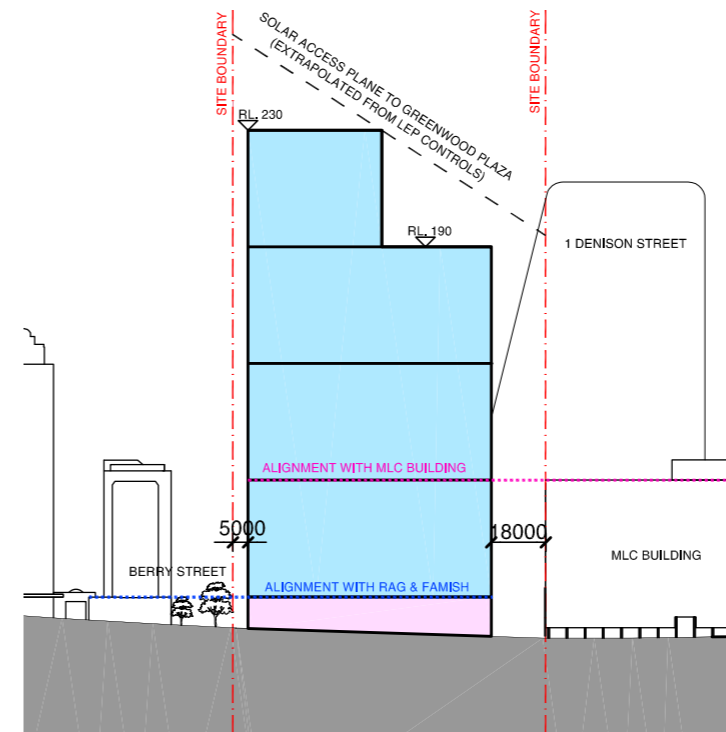 SITE BOUNDARY
SOLAR ACCESS PLANE TO GREENWOOD PLAZA
(EXTRAPOLATED FROM LEP CONTROLS)
SITE BOUNDARY
RL. 230
RL. 190
1 DENISON STREET
ALIGNMENT WITH MLC BUILDING
5000
18000
MLC BUILDING
BERRY STREET
ALIGNMENT WITH RAG & FAMISH